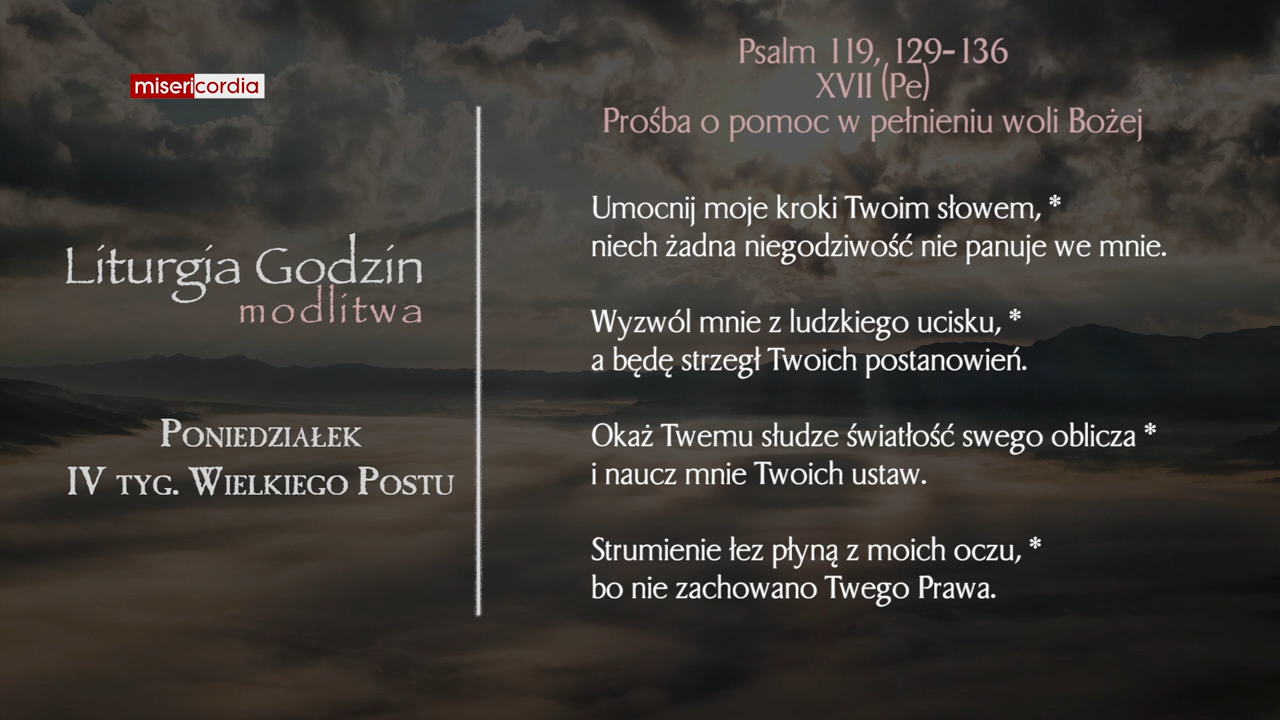 misericordia
Liturgia Godzin
modlitwa
Poniedziałek
IV tyg. Wielkiego Postu
Psalm 119, 129-136
XVII (Pe)
Prośba o pomoc w pełnieniu woli Bożej
Umocnij moje kroki Twoim słowem, *
niech żadna niegodziwość nie panuje we mnie.
Wyzwól mnie z ludzkiego ucisku, *
a będę strzegł Twoich postanowień.
Okaż Twemu słudze światłość swego oblicza *
i naucz mnie Twoich ustaw.
Strumienie łez płyną z moich oczu, *
bo nie zachowano Twego Prawa.